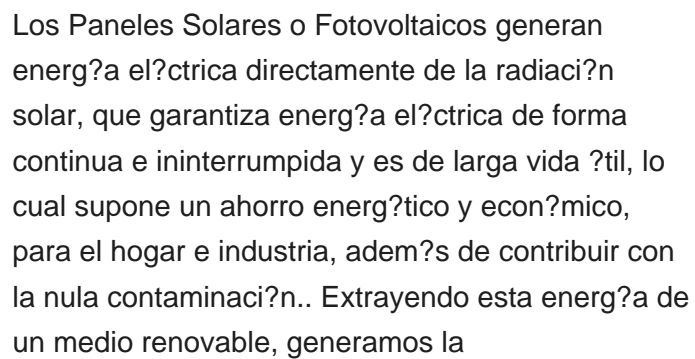 Los Paneles Solares o Fotovoltaicos generan
energ?a el?ctrica directamente de la radiaci?n
solar, que garantiza energ?a el?ctrica de forma
continua e ininterrumpida y es de larga vida ?til, lo
cual supone un ahorro energ?tico y econ?mico,
para el hogar e industria, adem?s de contribuir con
la nula contaminaci?n.. Extrayendo esta energ?a de
un medio renovable, generamos la